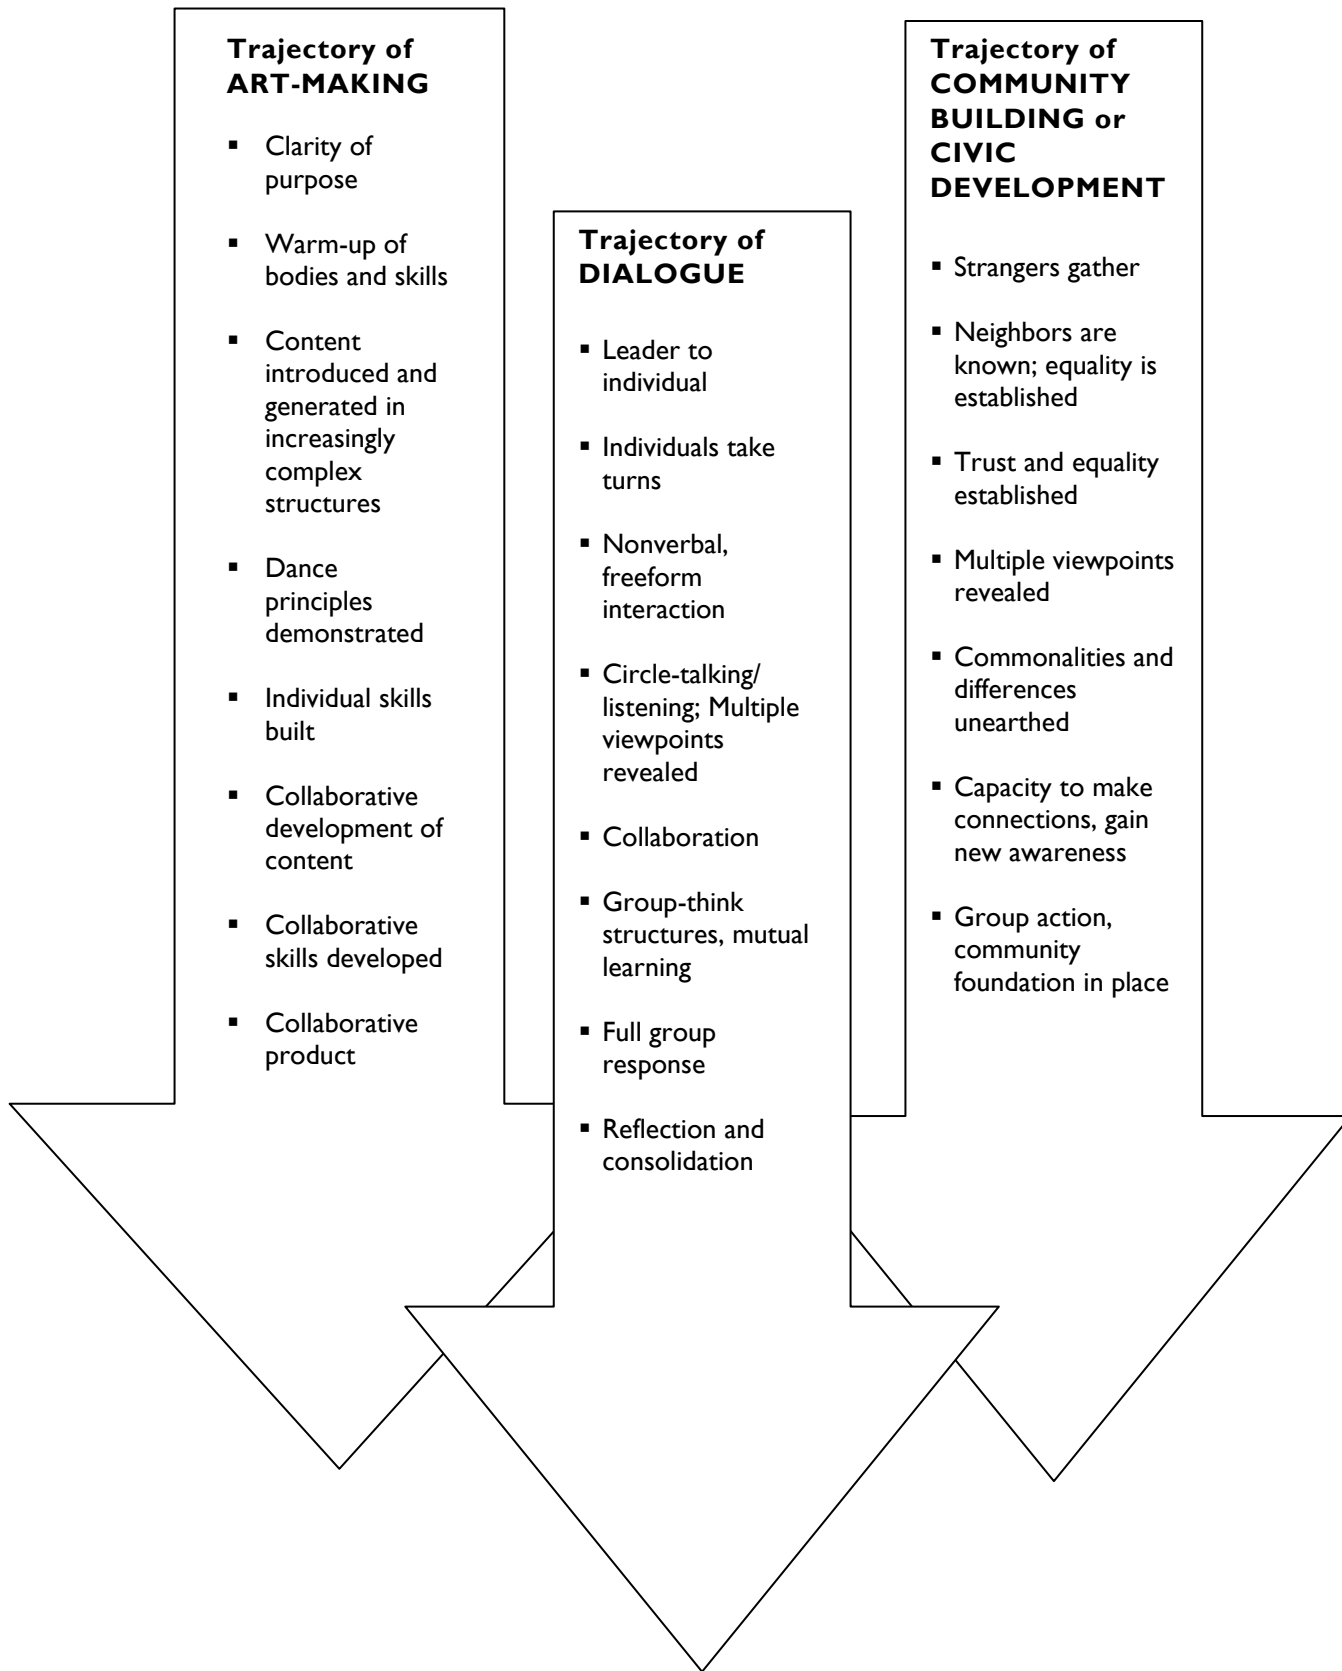 Trajectory of
ART-MAKING
▪ Clarity of
purpose
▪ Warm-up of
bodies and skills
▪ Content
introduced and
generated in
increasingly
complex
structures
▪ Dance
principles
demonstrated
▪ Individual skills
built
▪ Collaborative
development of
content
▪ Collaborative
skills developed
▪ Collaborative
product
Trajectory of
DIALOGUE
▪ Leader to
individual
▪ Individuals take
turns
▪ Nonverbal,
freeform
interaction
▪ Circle-talking/
listening; Multiple
viewpoints
revealed
▪ Collaboration
▪ Group-think
structures, mutual
learning
▪ Full group
response
▪ Reflection and
consolidation
Trajectory of
COMMUNITY
BUILDING or
CIVIC
DEVELOPMENT
▪ Strangers gather
▪ Neighbors are
known; equality is
established
▪ Trust and equality
established
▪ Multiple viewpoints
revealed
▪ Commonalities and
differences
unearthed
▪ Capacity to make
connections, gain
new awareness
▪ Group action,
community
foundation in place